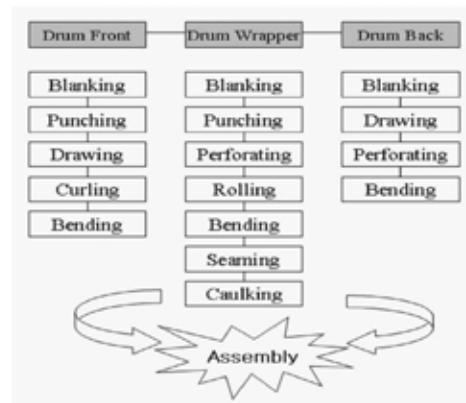 Drum Front
Drum Wrapper
Drum Back
Blanking
Punching
Drawing
Curling
Bending
Blanking
Punching
Perforating
Rolling
Bending
Seaming
Caulking
Blanking
Drawing
Perforating
Bending
Assembly